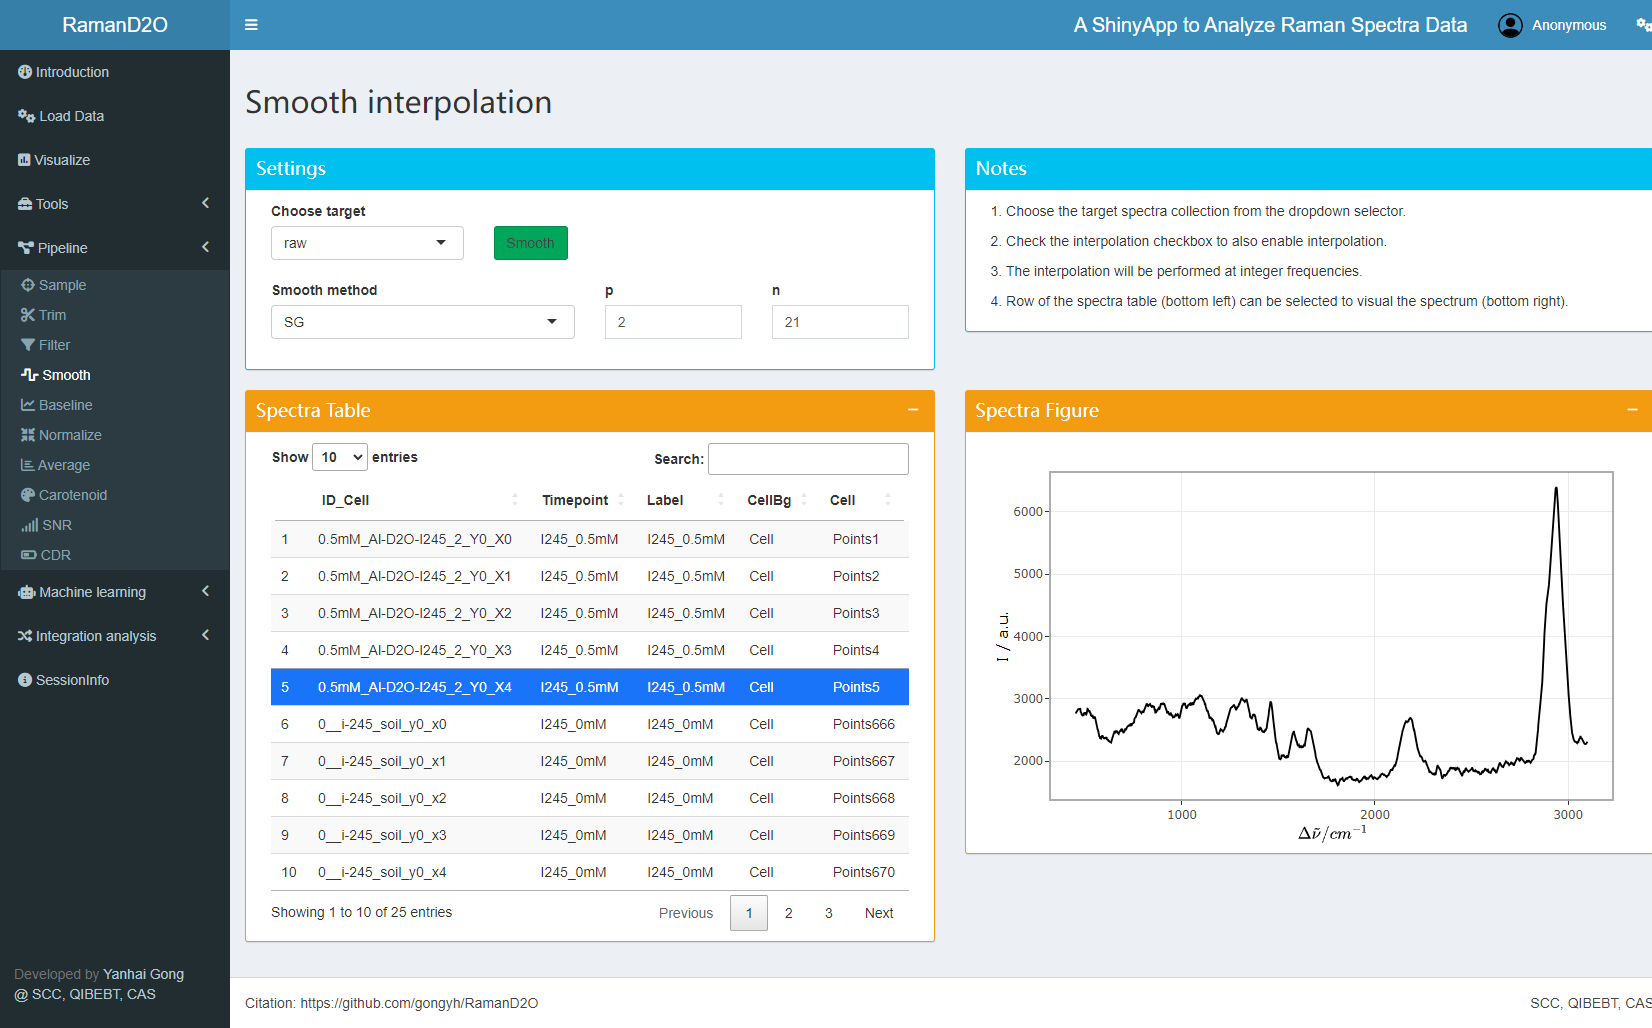 RamanD2O
A ShinyApp to Analyze Raman Spectra Data
Anonymous
Introduction
Load Data
Visualize
Tools
Pipeline
Sample
Trim
Filter
Smooth
Baseline
Normalize
Average
Carotenoid
SNR
CDR
Machine learning
Integration analysis
SessionInfo
Developed by Yanhai Gong
@ SCC, QIBEBT, CAS
Smooth interpolation
Settings
Choose target
raw
Smooth
Smooth method p n
SG 2 21
Notes
1. Choose the target spectra collection from the dropdown selector.
2. Check the interpolation checkbox to also enable interpolation.
3. The interpolation will be performed at integer frequencies.
4. Row of the spectra table (bottom left) can be selected to visual the spectrum (bottom right).
Spectra Table
Show 10 entries Search:
ID_Cell Timepoint Label CellBg Cell
1 0.5mM_AI-D2O-I245_2_Y0_X0 I245_0.5mM I245_0.5mM Cell Points1
2 0.5mM_AI-D2O-I245_2_Y0_X1 I245_0.5mM I245_0.5mM Cell Points2
3 0.5mM_AI-D2O-I245_2_Y0_X2 I245_0.5mM I245_0.5mM Cell Points3
4 0.5mM_AI-D2O-I245_2_Y0_X3 I245_0.5mM I245_0.5mM Cell Points4
5 0.5mM_AI-D2O-I245_2_Y0_X4 I245_0.5mM I245_0.5mM Cell Points5
6 0__i-245_soil_y0_x0 I245_0mM I245_0mM Cell Points666
7 0__i-245_soil_y0_x1 I245_0mM I245_0mM Cell Points667
8 0__i-245_soil_y0_x2 I245_0mM I245_0mM Cell Points668
9 0__i-245_soil_y0_x3 I245_0mM I245_0mM Cell Points669
10 0__i-245_soil_y0_x4 I245_0mM I245_0mM Cell Points670
Showing 1 to 10 of 25 entries Previous 1 2 3 Next
Spectra Figure
6000
5000
4000
3000
2000
I / a.u.
1000 2000 3000
Δν̃/cm⁻¹
Citation: https://github.com/gongyh/RamanD2O
SCC, QIBEBT, CAS